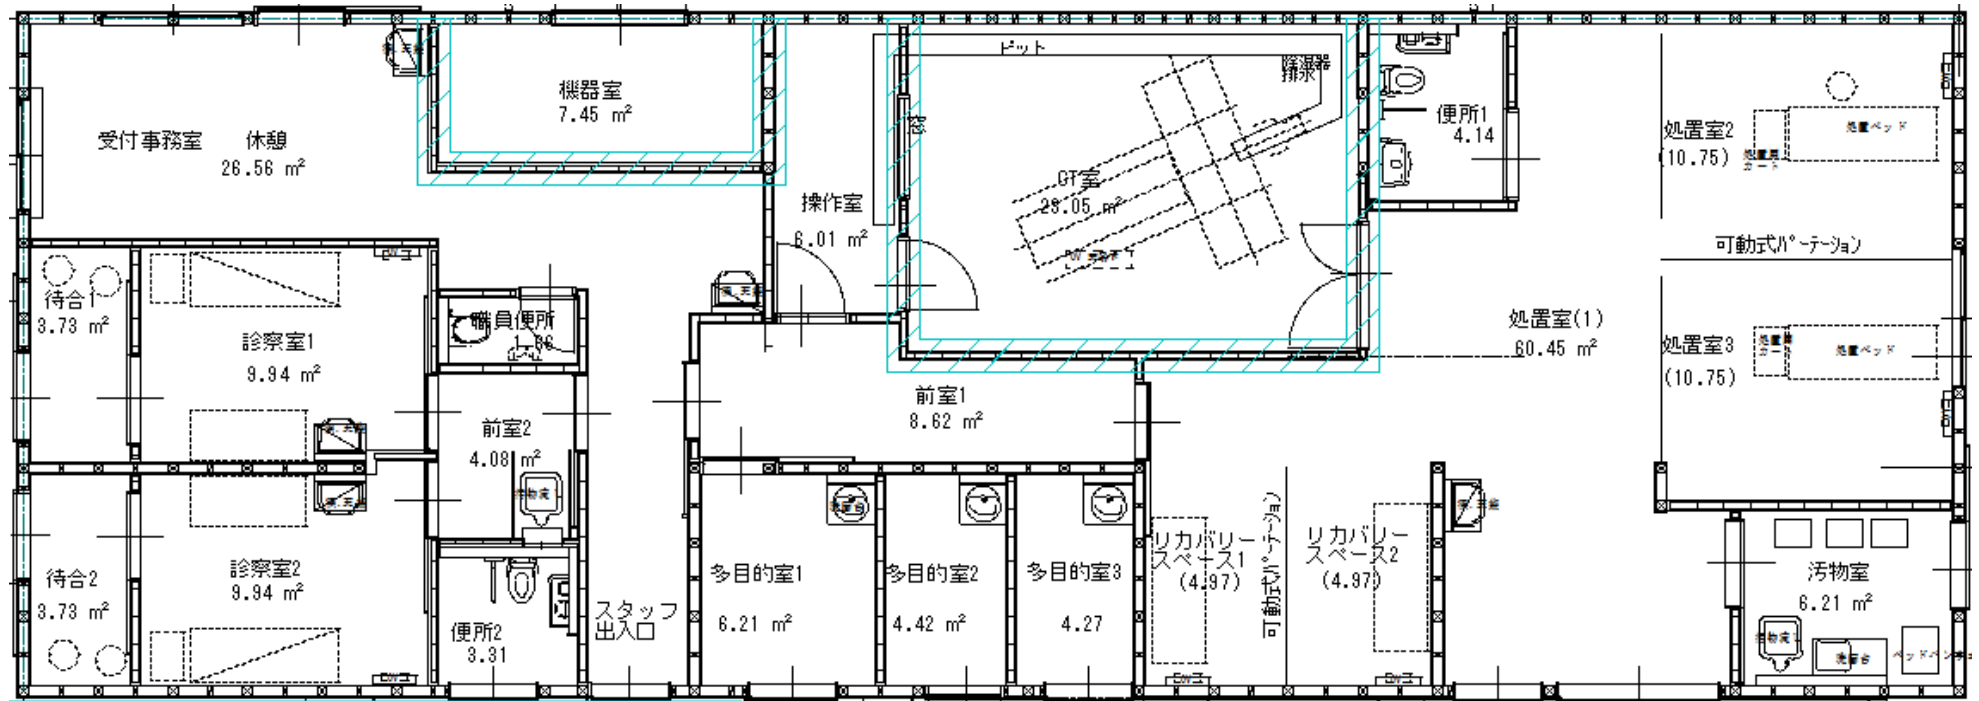 ピット
除湿器
排水
機器室
7.45 m²
受付事務室 休憩
26.56 m²
窓
操作室
6.01 m²
CT室
便所1
4.14
処置室2
(10.75)
処置ベッド
可動式パーテーション
待合1
3.73 m²
診察室1
9.94 m²
職員便所
処置室(1)
60.45 m²
処置室3
(10.75)
処置ベッド
前室1
8.62 m²
前室2
4.08 m²
待合2
3.73 m²
診察室2
9.94 m²
便所2
3.31
スタッフ
出入口
多目的室1
6.21 m²
多目的室2
4.42 m²
多目的室3
4.27
リカバリー
スペース1
(4.97)
可動式パーテーション
リカバリー
スペース2
(4.97)
汚物室
6.21 m²